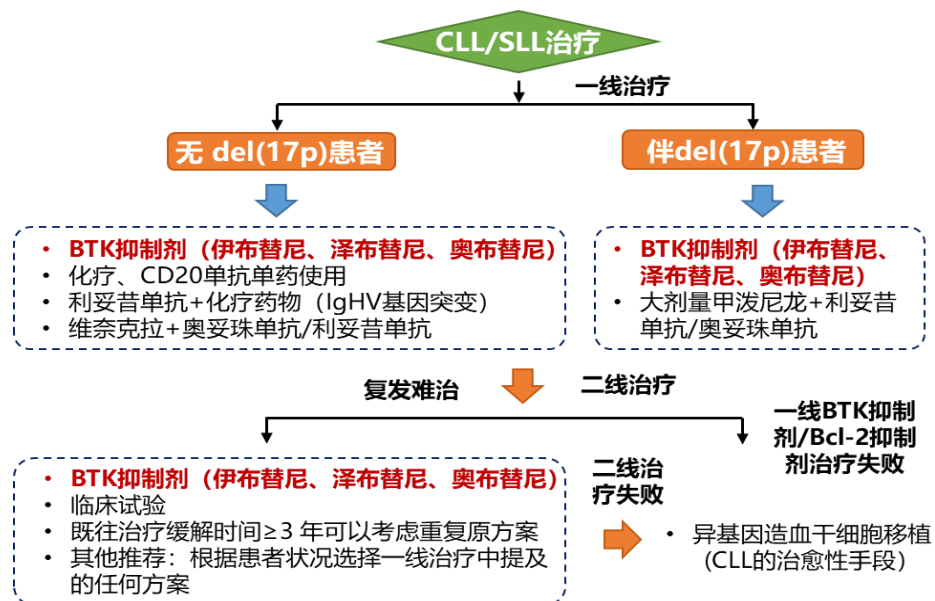 CLL/SLL治疗
一线治疗
无 del(17p)患者
伴del(17p)患者
• BTK抑制剂（伊布替尼、泽布替尼、奥布替尼）
• 化疗、CD20单抗单药使用
• 利妥昔单抗+化疗药物（IgHV基因突变）
• 维奈克拉+奥妥珠单抗/利妥昔单抗
• BTK抑制剂（伊布替尼、
泽布替尼、奥布替尼）
• 大剂量甲泼尼龙+利妥昔
单抗/奥妥珠单抗
复发难治
二线治疗
一线BTK抑制
剂/Bcl-2抑制
剂治疗失败
• BTK抑制剂（伊布替尼、泽布替尼、奥布替尼）
• 临床试验
• 既往治疗缓解时间≥3 年可以考虑重复原方案
• 其他推荐：根据患者状况选择一线治疗中提及
的任何方案
二线治
疗失败
• 异基因造血干细胞移植
(CLL的治愈性手段）